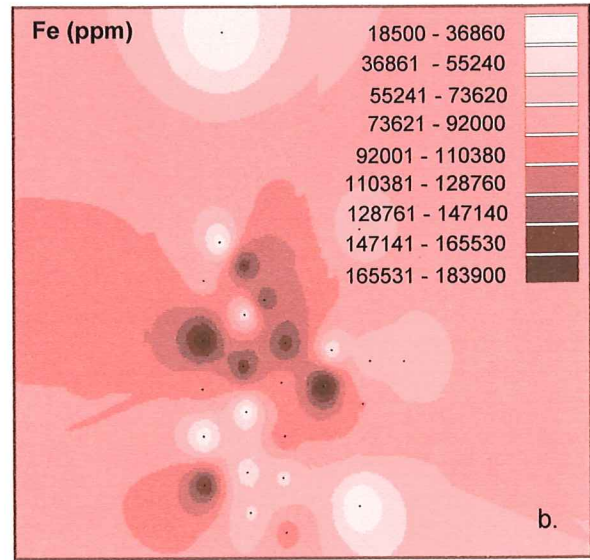 Fe (ppm)
18500 - 36860
36861 - 55240
55241 - 73620
73621 - 92000
92001 - 110380
110381 - 128760
128761 - 147140
147141 - 165530
165531 - 183900
b.